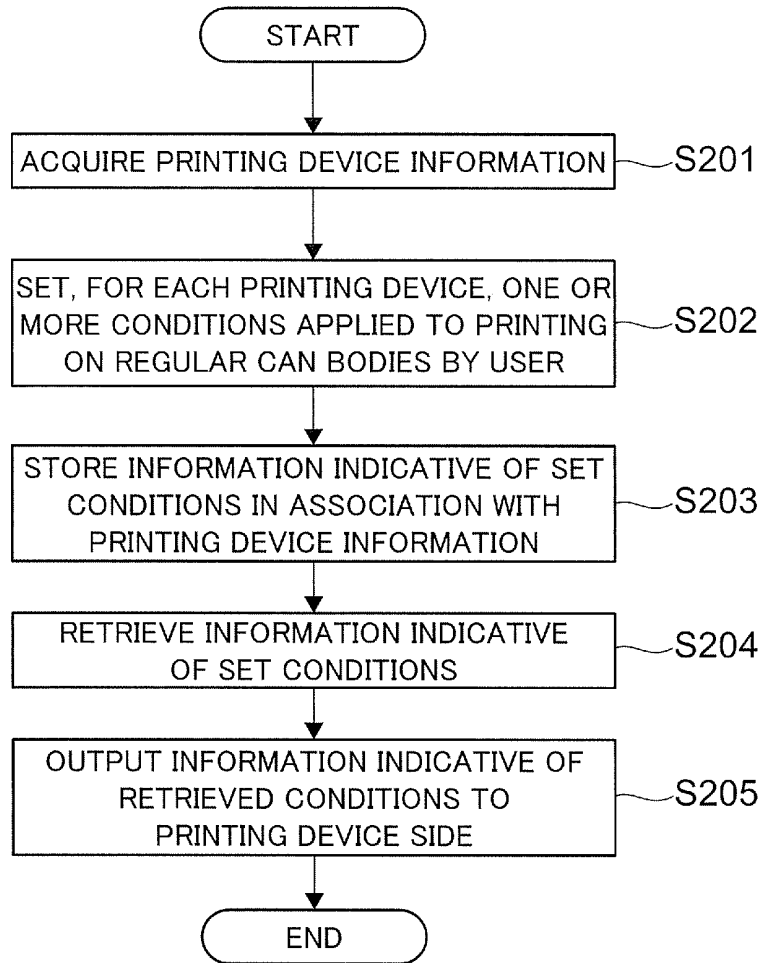 START
ACQUIRE PRINTING DEVICE INFORMATION
S201
SET, FOR EACH PRINTING DEVICE, ONE OR
MORE CONDITIONS APPLIED TO PRINTING
ON REGULAR CAN BODIES BY USER
S202
STORE INFORMATION INDICATIVE OF SET
CONDITIONS IN ASSOCIATION WITH
PRINTING DEVICE INFORMATION
S203
RETRIEVE INFORMATION INDICATIVE
OF SET CONDITIONS
S204
OUTPUT INFORMATION INDICATIVE OF
RETRIEVED CONDITIONS TO
PRINTING DEVICE SIDE
S205
END